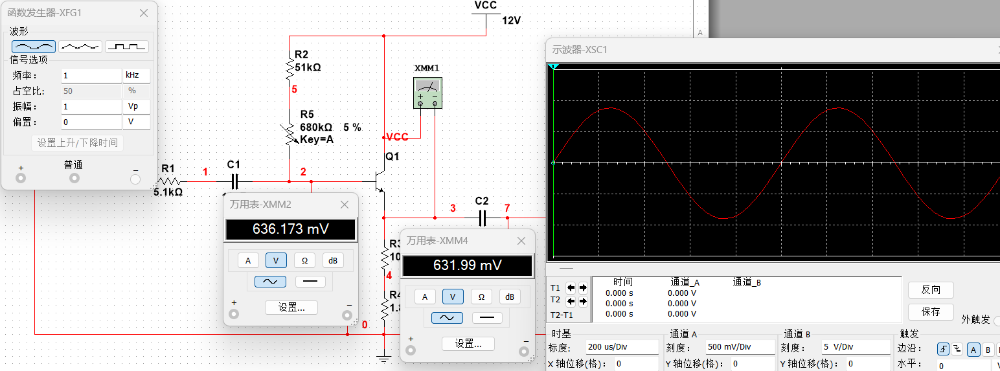 函数发生器-XFG1
波形
信号选项
频率： 1 kHz
占空比: 50 %
振幅： 1 Vp
偏置： 0 V
设置上升/下降时间
+ 普通 −
VCC
12V
R2
51kΩ
5
R5
680kΩ 5 %
Key=A
XMM1
+ −
VCC
Q1
R1
5.1kΩ
1
C1
2
3
C2
7
R3
10
4
R4
1.8
0
万用表-XMM2
636.173 mV
A V Ω dB
+ 设置... −
万用表-XMM4
631.99 mV
A V Ω dB
+ 设置... −
A
示波器-XSC1
时间 通道_A 通道_B
T1 0.000 s 0.000 V
T2 0.000 s 0.000 V
T2-T1 0.000 s 0.000 V
反向
保存
外触发
时基
标度： 200 us/Div
X 轴位移(格)： 0
通道 A
刻度： 500 mV/Div
Y 轴位移(格)： 0
通道 B
刻度： 5 V/Div
Y 轴位移(格)： 0
触发
边沿： A B
水平： 0